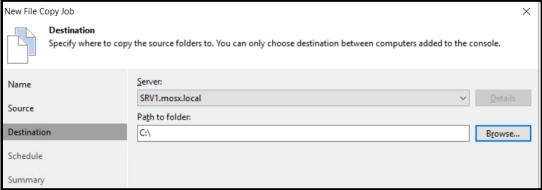 New File Copy Job
Destination
Specify where to copy the source folders to. You can only choose destination between computers added to the console.
Name
Source
Destination
Schedule
Summary
Server:
SRV1.mosx.local
Details
Path to folder:
C:\
Browse...